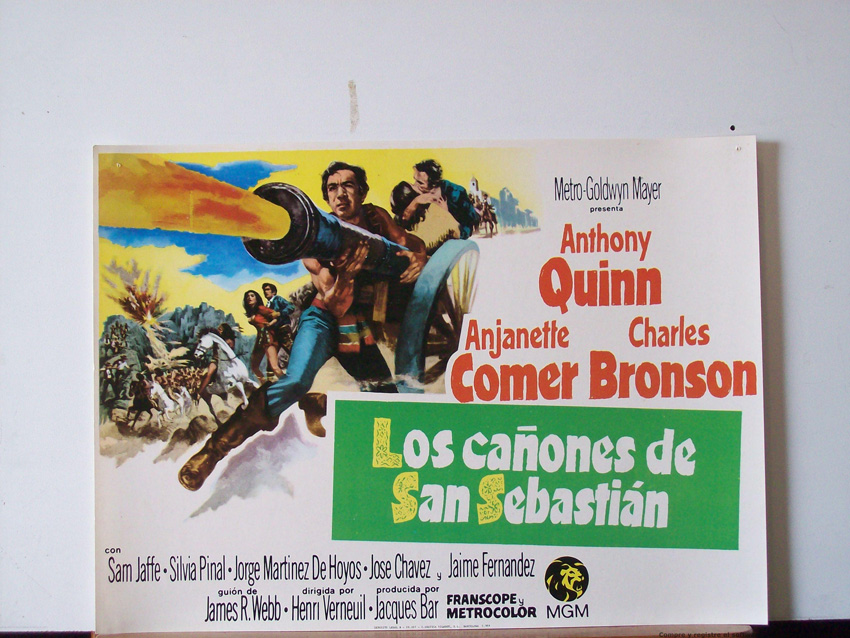 Metro-Goldwyn Mayer
presenta
Anthony
Quinn
Anjanette Charles
Comer Bronson
Los cañones de
San Sebastián
con
Sam Jaffe · Silvia Pinal · Jorge Martinez De Hoyos · Jose Chavez y Jaime Fernandez
guión de dirigida por producida por
James R. Webb · Henri Verneuil · Jacques Bar
FRANSCOPE y
METROCOLOR
MGM